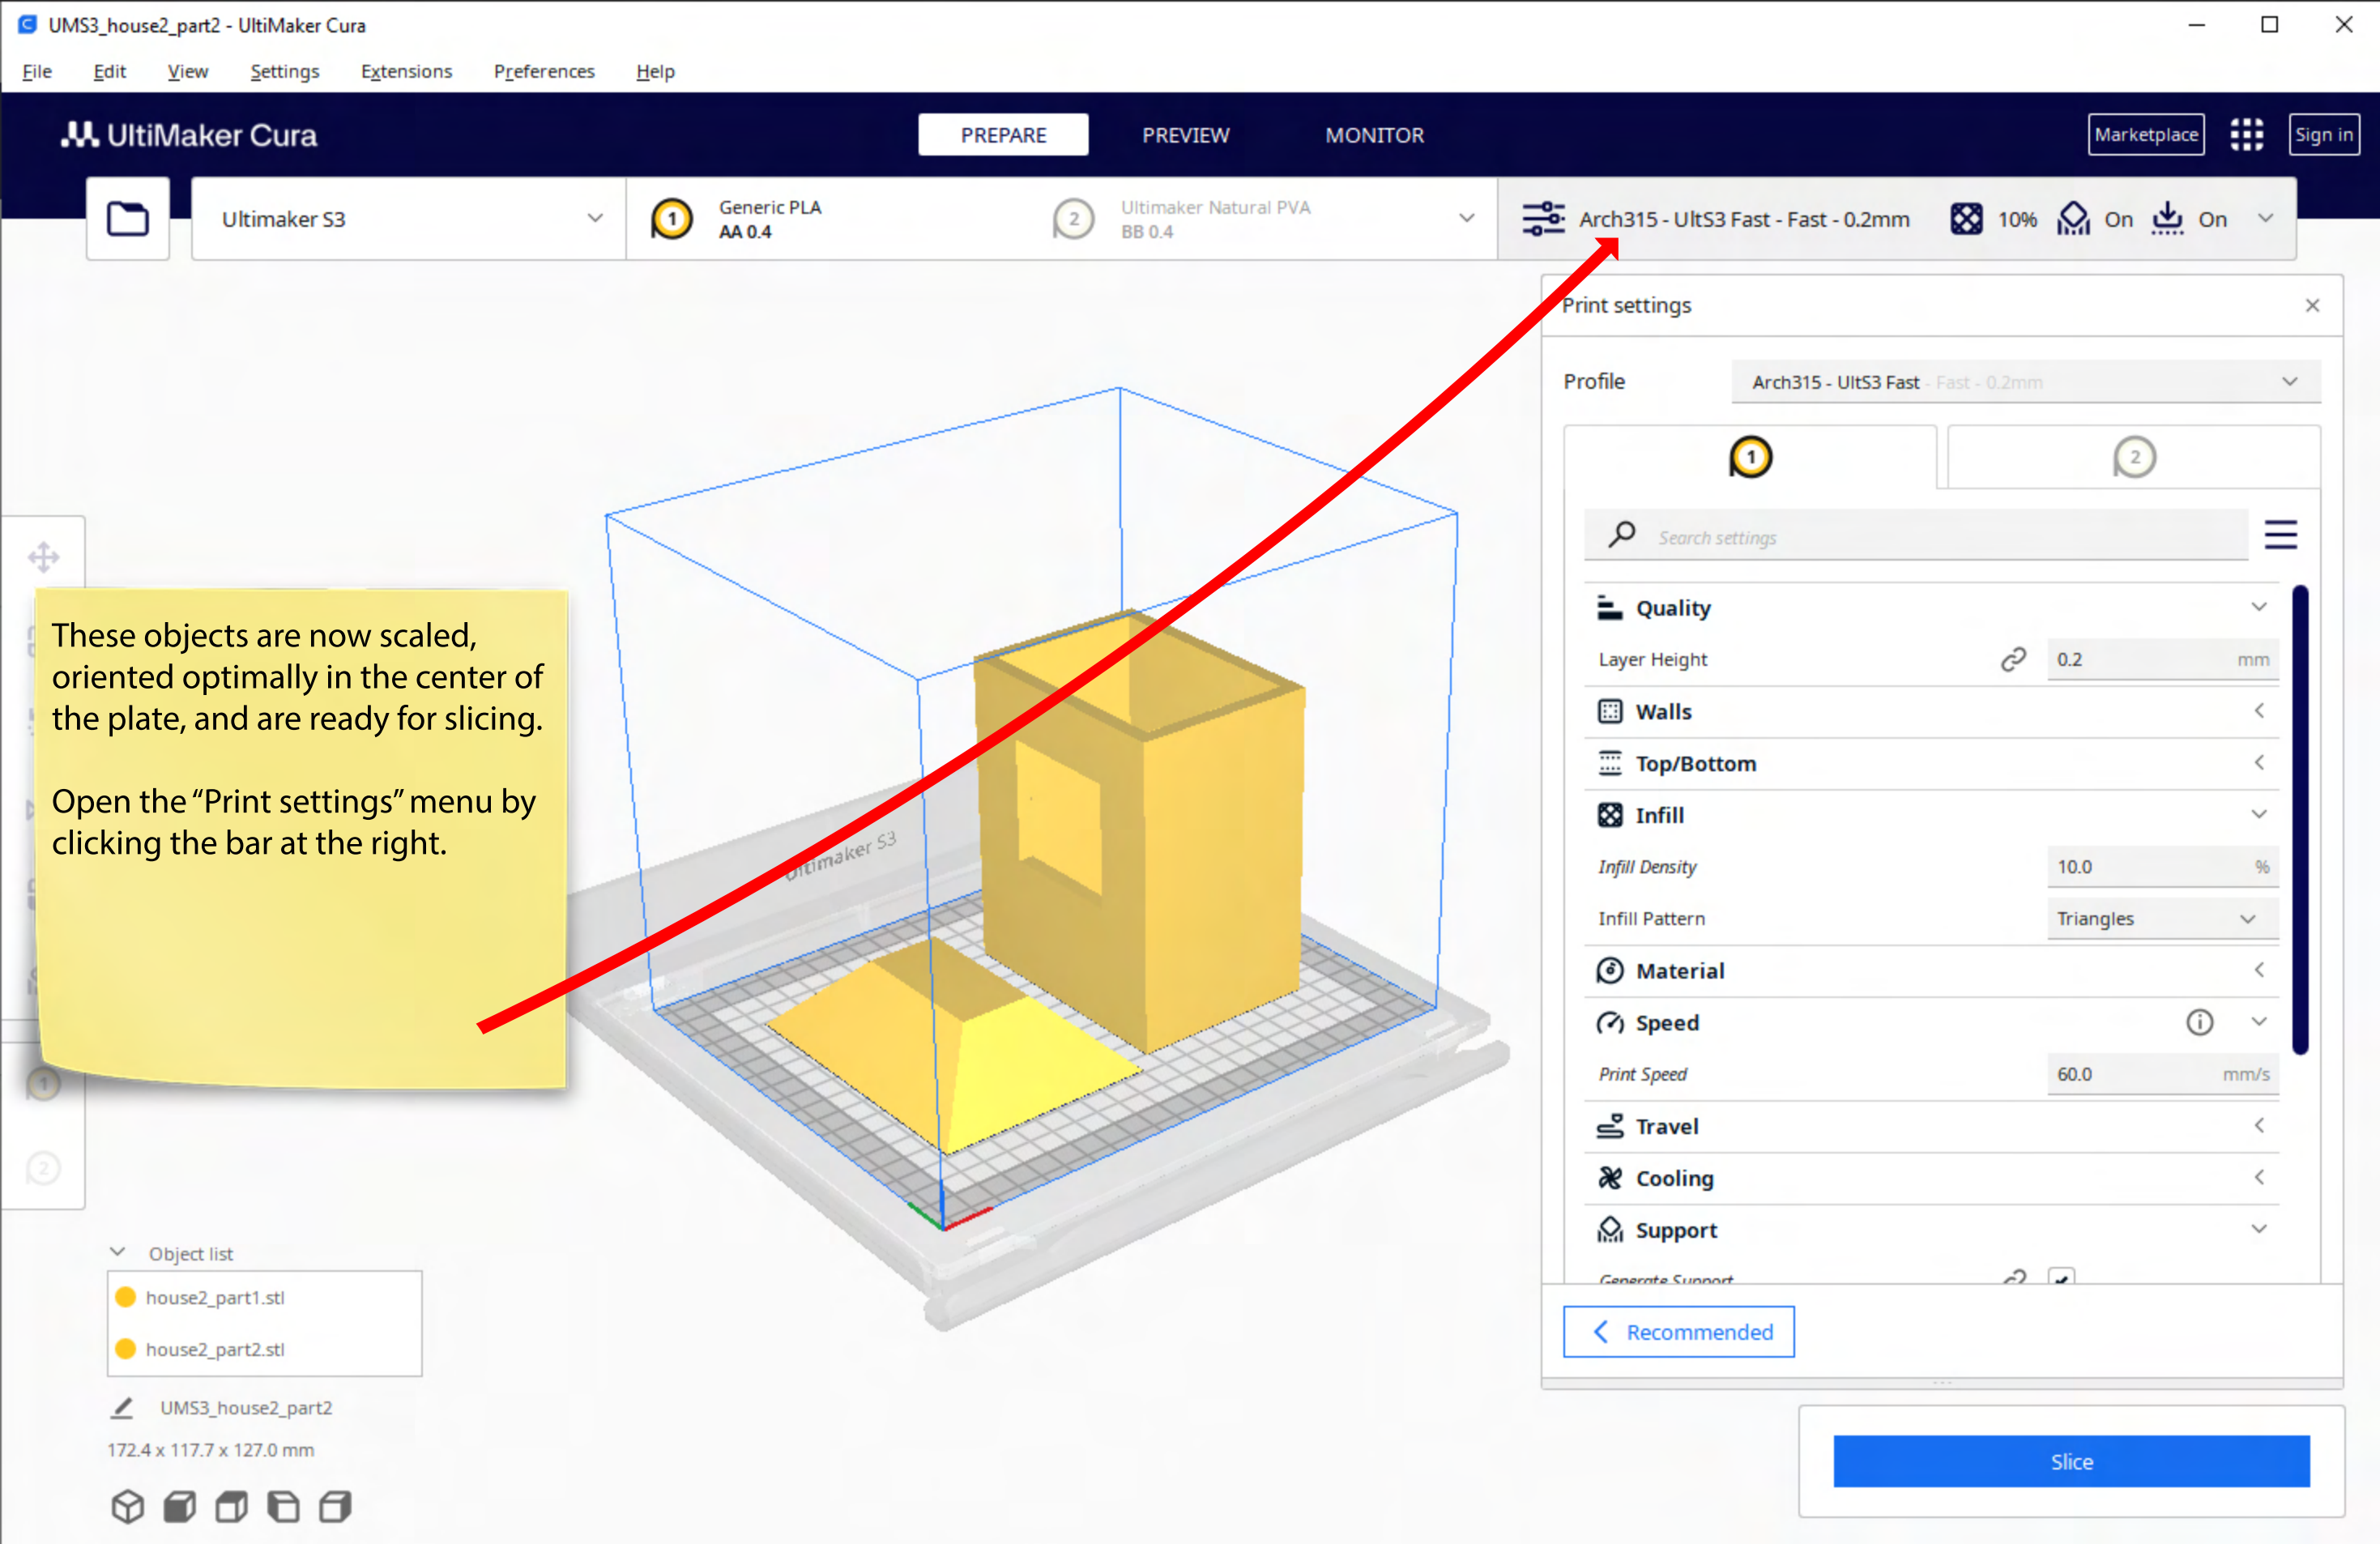 UMS3_house2_part2 - UltiMaker Cura
File Edit View Settings Extensions Preferences Help
UltiMaker Cura
PREPARE PREVIEW MONITOR
Marketplace Sign in
Ultimaker S3
1 Generic PLA
AA 0.4
2 Ultimaker Natural PVA
BB 0.4
Arch315 - UltS3 Fast - Fast - 0.2mm 10% On On
Print settings
Profile Arch315 - UltS3 Fast - Fast - 0.2mm
1 2
Search settings
Quality
Layer Height 0.2 mm
Walls
Top/Bottom
Infill
Infill Density 10.0 %
Infill Pattern Triangles
Material
Speed
Print Speed 60.0 mm/s
Travel
Cooling
Support
Generate Support
Recommended
Slice
These objects are now scaled,
oriented optimally in the center of
the plate, and are ready for slicing.
Open the “Print settings” menu by
clicking the bar at the right.
Ultimaker S3
1
2
Object list
house2_part1.stl
house2_part2.stl
UMS3_house2_part2
172.4 x 117.7 x 127.0 mm